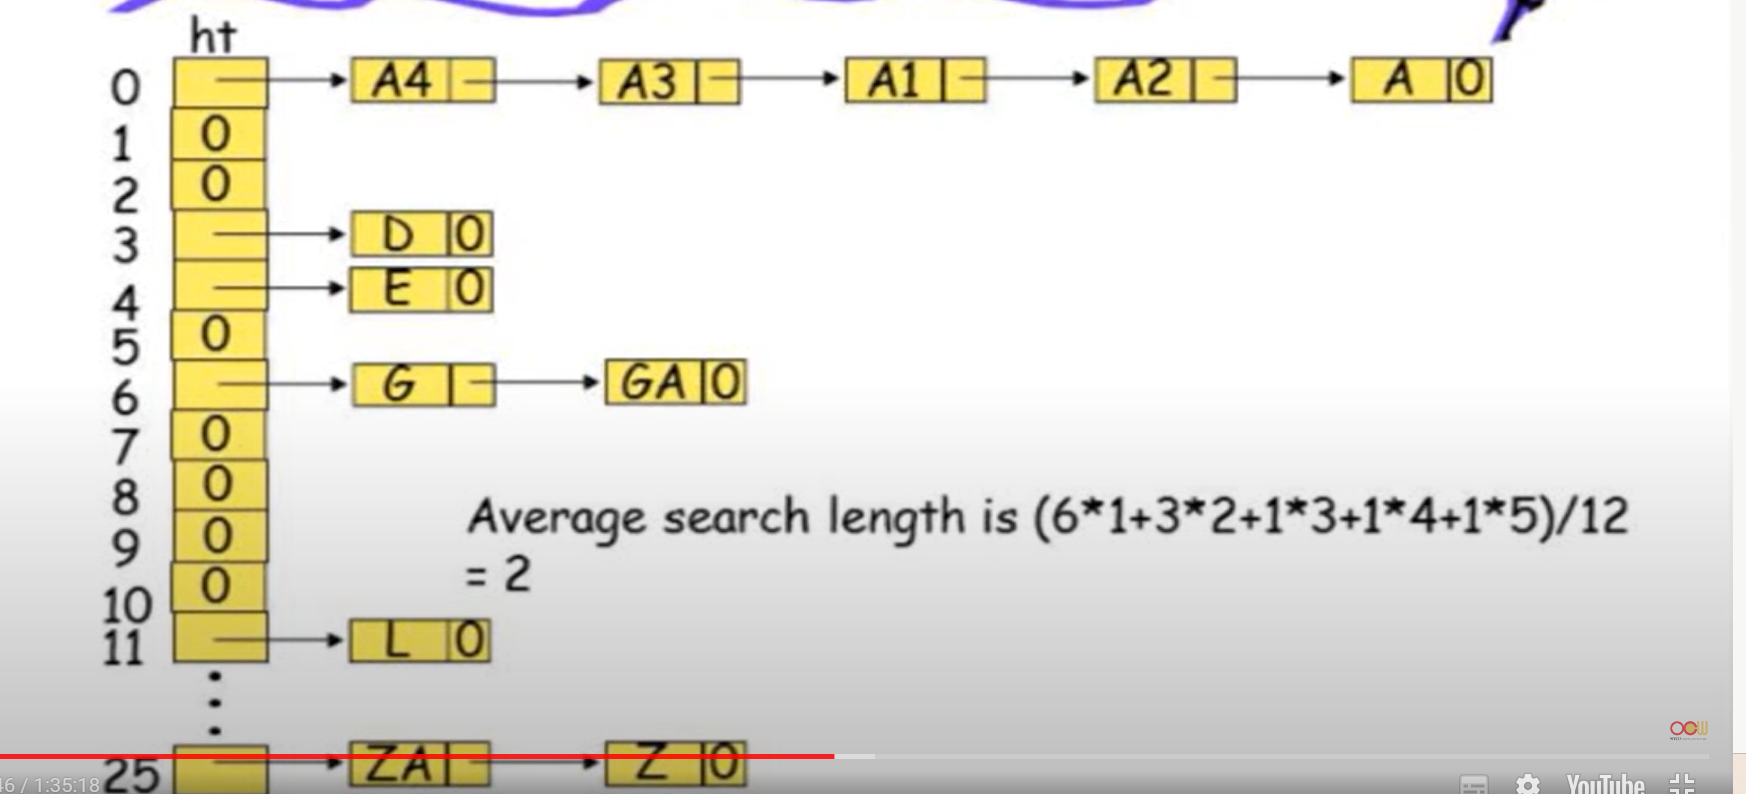 ht
0 A4 A3 A1 A2 A 0
1 0
2 0
3 D 0
4 E 0
5 0
6 G GA 0
7 0
8 0
9 0
10 0
Average search length is (6*1+3*2+1*3+1*4+1*5)/12
= 2
11 L 0
25 ZA Z 0
46 / 1:35:18
YouTube